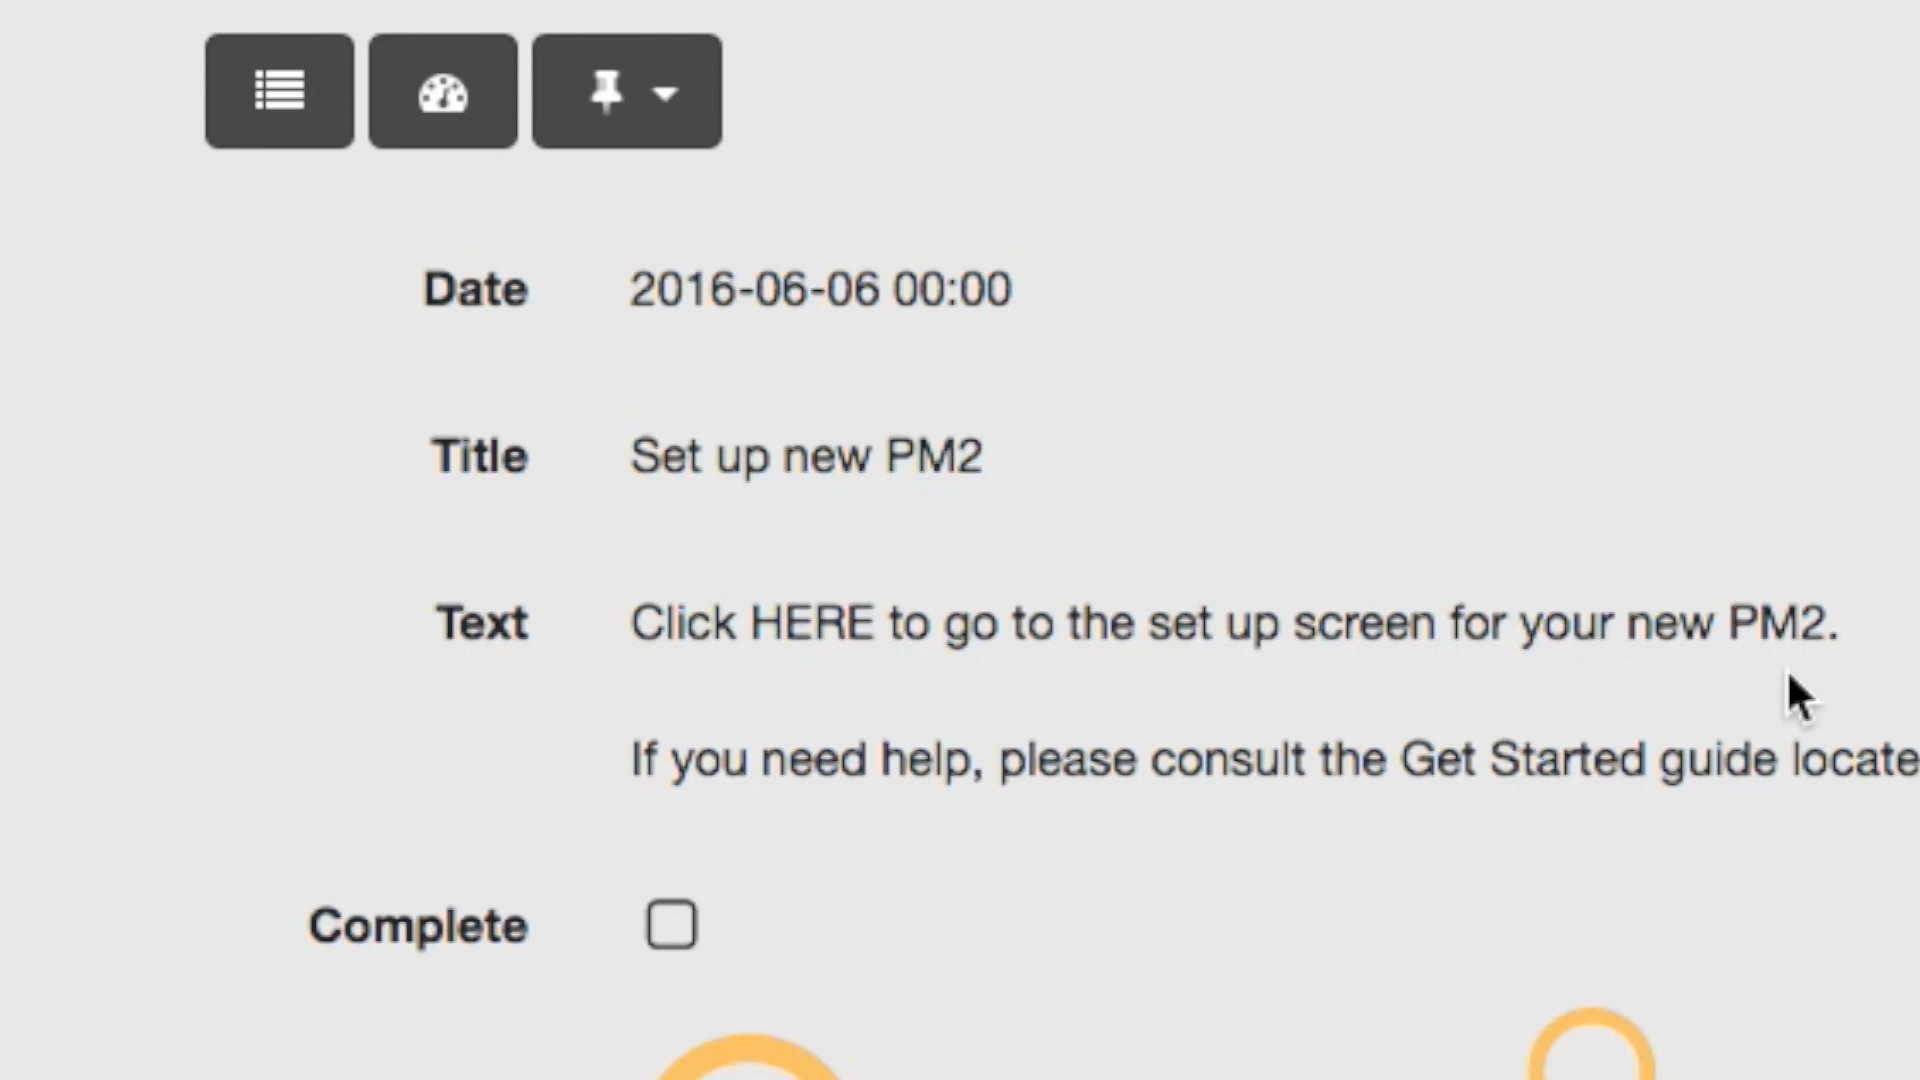 Date 2016-06-06 00:00
Title Set up new PM2
Text Click HERE to go to the set up screen for your new PM2.
If you need help, please consult the Get Started guide
Complete